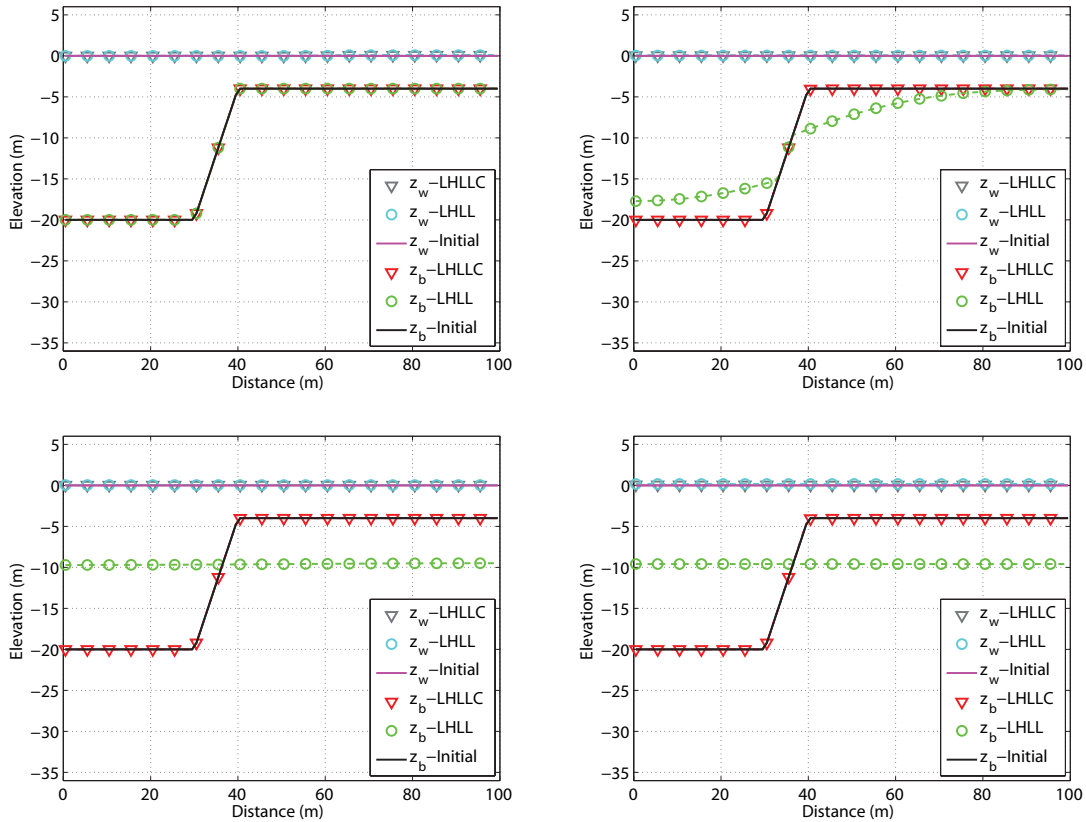 5
0
−5
−10
−15
−20
−25
−30
−35
Elevation (m)
0 20 40 60 80 100
Distance (m)
z_w−LHLLC
z_w−LHLL
z_w−Initial
z_b−LHLLC
z_b−LHLL
z_b−Initial
5
0
−5
−10
−15
−20
−25
−30
−35
Elevation (m)
0 20 40 60 80 100
Distance (m)
z_w−LHLLC
z_w−LHLL
z_w−Initial
z_b−LHLLC
z_b−LHLL
z_b−Initial
5
0
−5
−10
−15
−20
−25
−30
−35
Elevation (m)
0 20 40 60 80 100
Distance (m)
z_w−LHLLC
z_w−LHLL
z_w−Initial
z_b−LHLLC
z_b−LHLL
z_b−Initial
5
0
−5
−10
−15
−20
−25
−30
−35
Elevation (m)
0 20 40 60 80 100
Distance (m)
z_w−LHLLC
z_w−LHLL
z_w−Initial
z_b−LHLLC
z_b−LHLL
z_b−Initial